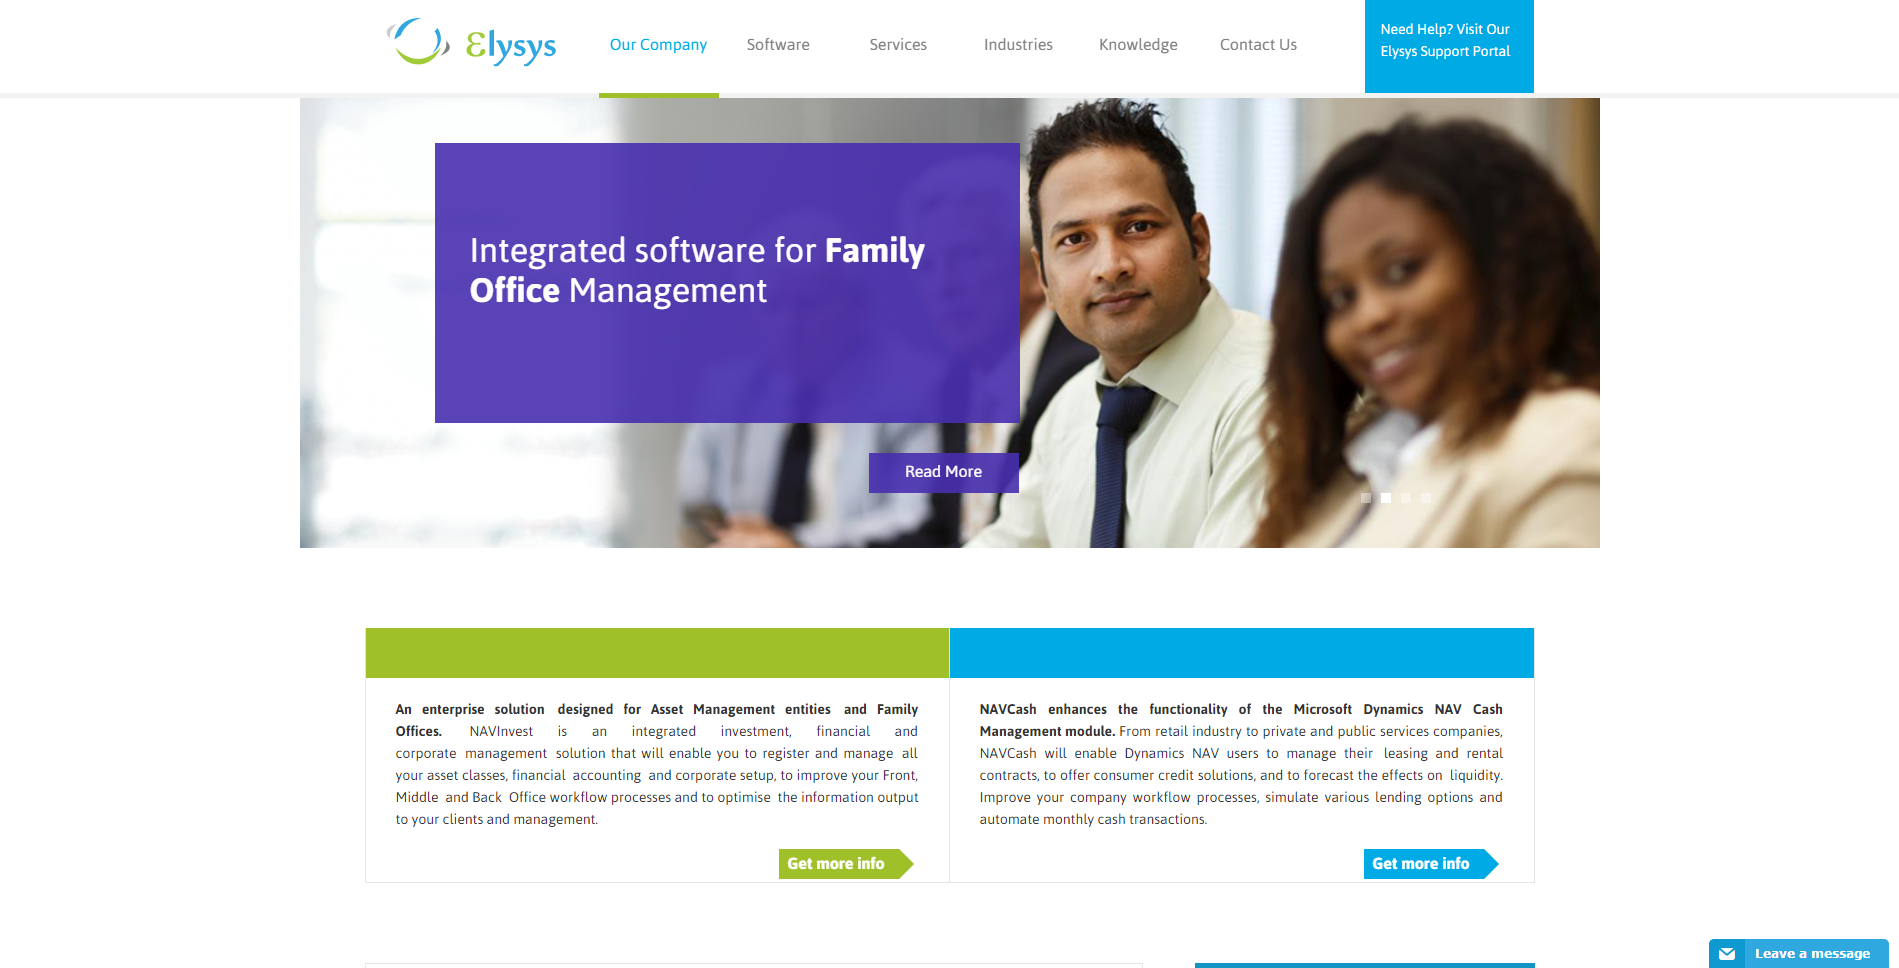 Elysys
Our Company
Software
Services
Industries
Knowledge
Contact Us
Need Help? Visit Our
Elysys Support Portal
Integrated software for Family
Office Management
Read More
An enterprise solution designed for Asset Management entities and Family
Offices. NAVInvest is an integrated investment, financial and
corporate management solution that will enable you to register and manage all
your asset classes, financial accounting and corporate setup, to improve your Front,
Middle and Back Office workflow processes and to optimise the information output
to your clients and management.
Get more info
NAVCash enhances the functionality of the Microsoft Dynamics NAV Cash
Management module. From retail industry to private and public services companies,
NAVCash will enable Dynamics NAV users to manage their leasing and rental
contracts, to offer consumer credit solutions, and to forecast the effects on liquidity.
Improve your company workflow processes, simulate various lending options and
automate monthly cash transactions.
Get more info
Leave a message